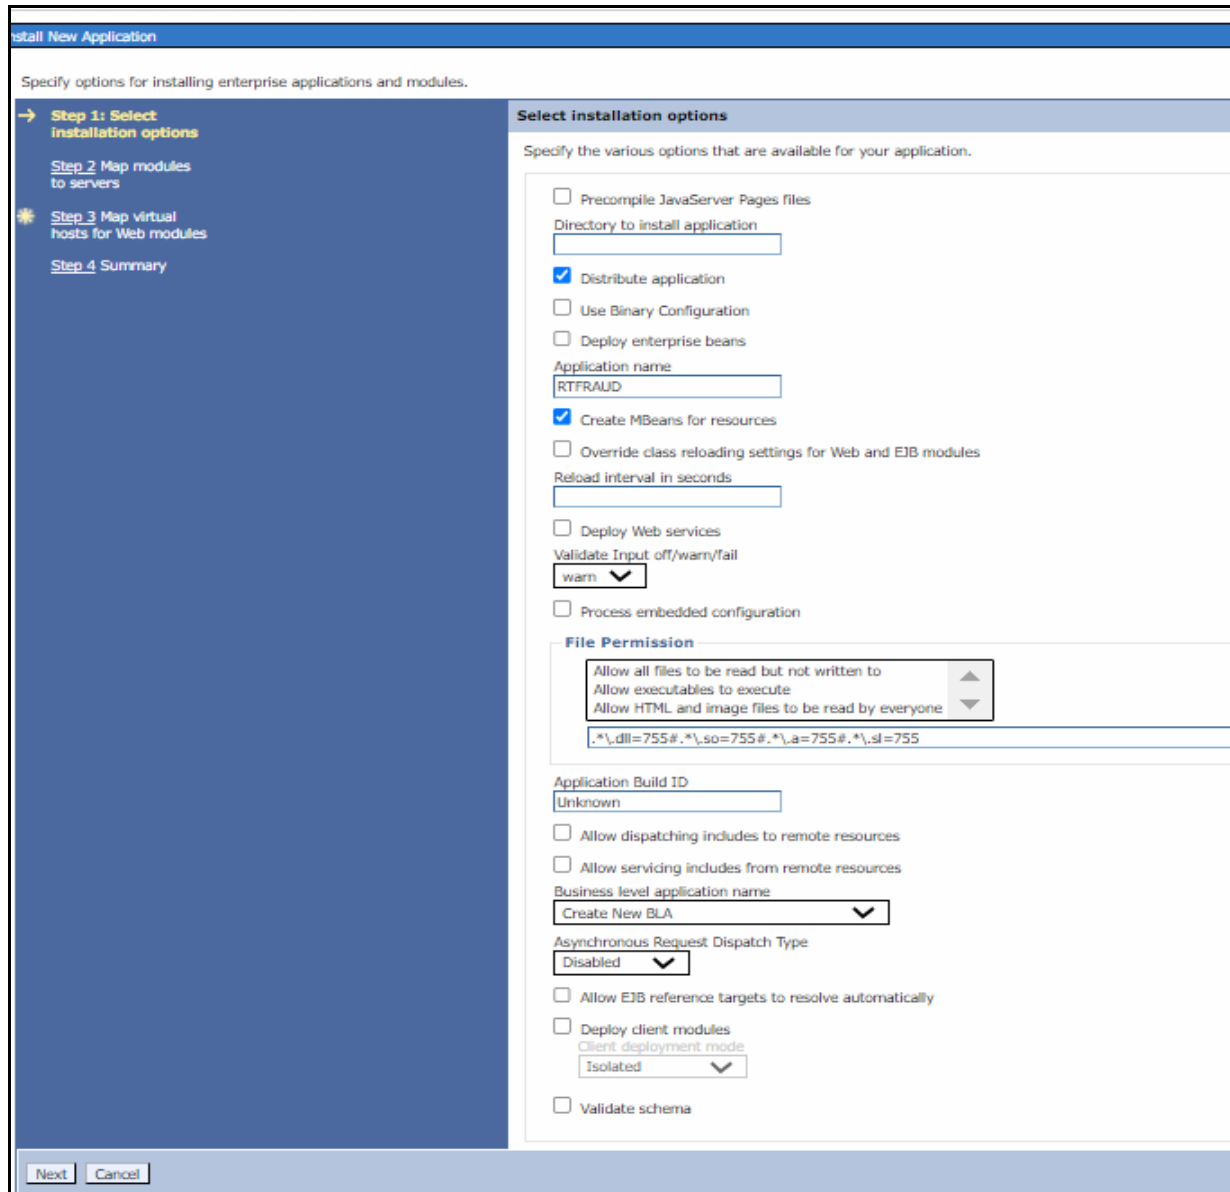 nstall New Application
Specify options for installing enterprise applications and modules.
Step 1: Select
installation options
Step 2 Map modules
to servers
Step 3 Map virtual
hosts for Web modules
Step 4 Summary
Select installation options
Specify the various options that are available for your application.
Precompile JavaServer Pages files
Directory to install application
Distribute application
Use Binary Configuration
Deploy enterprise beans
Application name
RTFRAUD
Create MBeans for resources
Override class reloading settings for Web and EJB modules
Reload interval in seconds
Deploy Web services
Validate Input off/warn/fail
warn
Process embedded configuration
File Permission
Allow all files to be read but not written to
Allow executables to execute
Allow HTML and image files to be read by everyone
.*\.dll=755#.*\.so=755#.*\.a=755#.*\.sl=755
Application Build ID
Unknown
Allow dispatching includes to remote resources
Allow servicing includes from remote resources
Business level application name
Create New BLA
Asynchronous Request Dispatch Type
Disabled
Allow EJB reference targets to resolve automatically
Deploy client modules
Client deployment mode
Isolated
Validate schema
Next Cancel